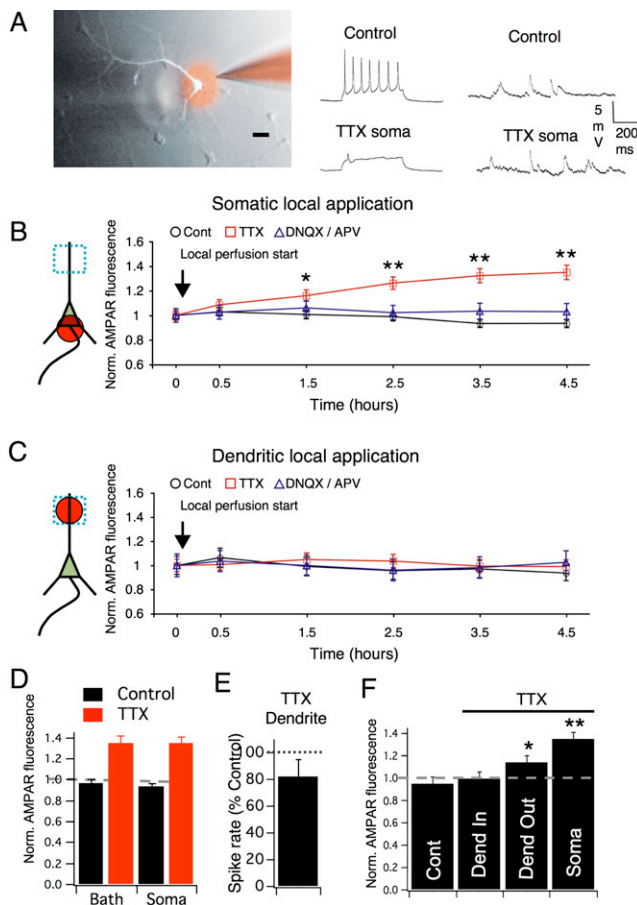 A
Control
Control
TTX soma
TTX soma
5
m
V
200
ms
Somatic local application
B
Cont TTX DNQX / APV
Local perfusion start
* ** ** **
Norm. AMPAR fluorescence
1.6
1.4
1.2
1
0.8
0.6
0 0.5 1.5 2.5 3.5 4.5
Time (hours)
C
Dendritic local application
Cont TTX DNQX / APV
Local perfusion start
Norm. AMPAR fluorescence
1.6
1.4
1.2
1
0.8
0.6
0 0.5 1.5 2.5 3.5 4.5
Time (hours)
D
Control
TTX
Norm. AMPAR fluorescence
1.4
1.2
1.0
0.8
0.6
0.4
0.2
0.0
Bath Soma
E
TTX
Dendrite
Spike rate (% Control)
00
80
60
40
20
0
F
TTX
* **
Norm. AMPAR fluorescence
1.4
1.2
1.0
0.8
0.6
0.4
0.2
0.0
Cont
Dend In
Dend Out
Soma